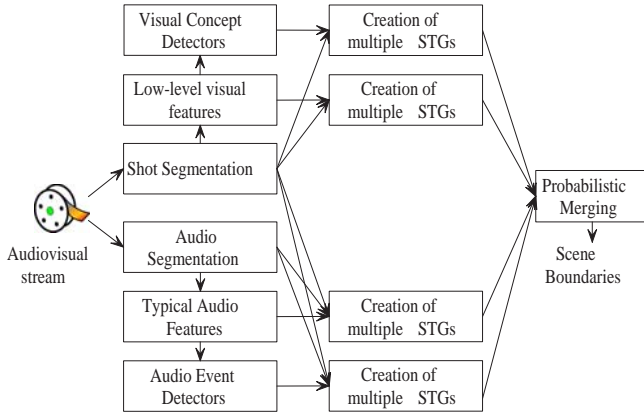 Visual Concept
Detectors
Creation of
multiple STGs
Low-level visual
features
Creation of
multiple STGs
Shot Segmentation
Audiovisual
stream
Probabilistic
Merging
Scene
Boundaries
Audio
Segmentation
Typical Audio
Features
Creation of
multiple STGs
Audio Event
Detectors
Creation of
multiple STGs